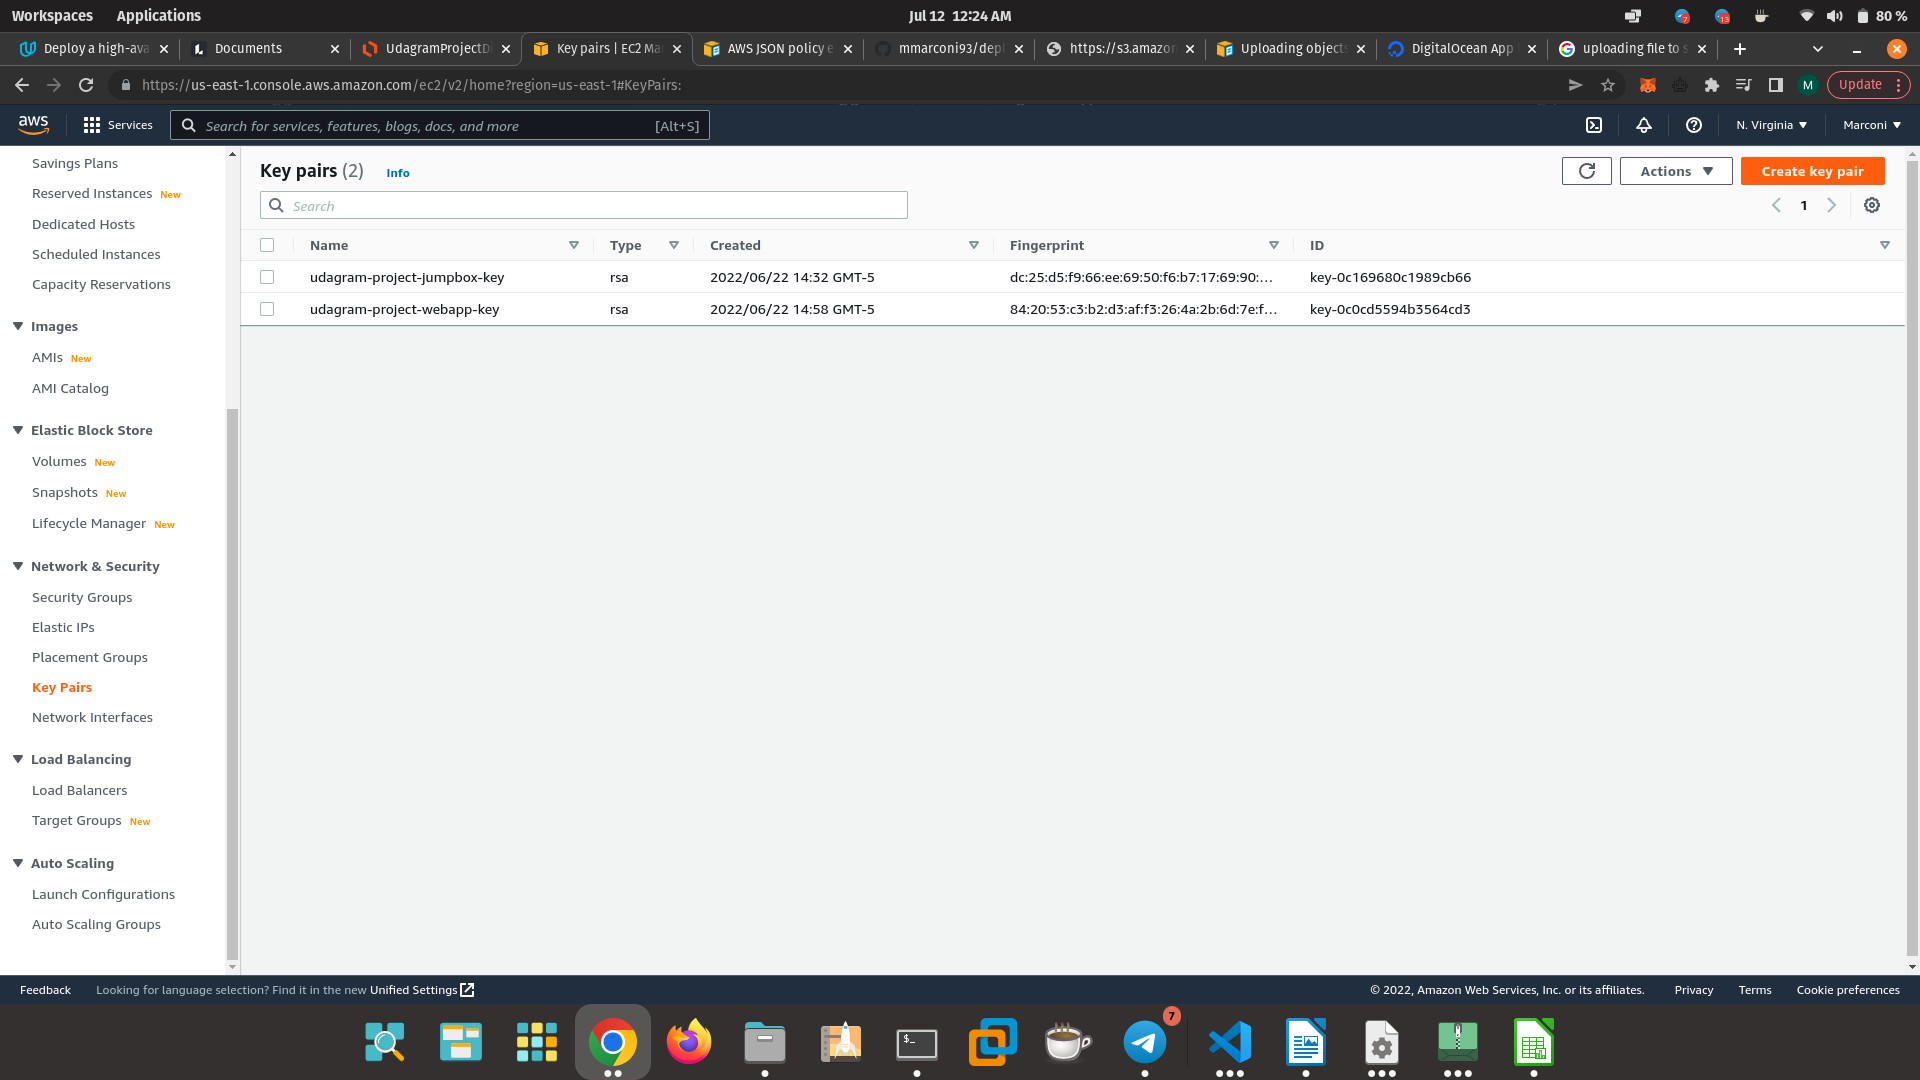 Workspaces Applications Jul 12 12:24 AM 80 %
Deploy a high-ava Documents UdagramProjectDi Key pairs | EC2 Ma AWS JSON policy e mmarconi93/depl https://s3.amazon Uploading objects DigitalOcean App uploading file to s
https://us-east-1.console.aws.amazon.com/ec2/v2/home?region=us-east-1#KeyPairs: M Update
aws Services Search for services, features, blogs, docs, and more [Alt+S] N. Virginia Marconi
Savings Plans
Reserved Instances New
Dedicated Hosts
Scheduled Instances
Capacity Reservations
Images
AMIs New
AMI Catalog
Elastic Block Store
Volumes New
Snapshots New
Lifecycle Manager New
Network & Security
Security Groups
Elastic IPs
Placement Groups
Key Pairs
Network Interfaces
Load Balancing
Load Balancers
Target Groups New
Auto Scaling
Launch Configurations
Auto Scaling Groups
Key pairs (2) Info Actions Create key pair
Search 1
Name Type Created Fingerprint ID
udagram-project-jumpbox-key rsa 2022/06/22 14:32 GMT-5 dc:25:d5:f9:66:ee:69:50:f6:b7:17:69:90:... key-0c169680c1989cb66
udagram-project-webapp-key rsa 2022/06/22 14:58 GMT-5 84:20:53:c3:b2:d3:af:f3:26:4a:2b:6d:7e:f... key-0c0cd5594b3564cd3
Feedback Looking for language selection? Find it in the new Unified Settings © 2022, Amazon Web Services, Inc. or its affiliates. Privacy Terms Cookie preferences
$_ 7